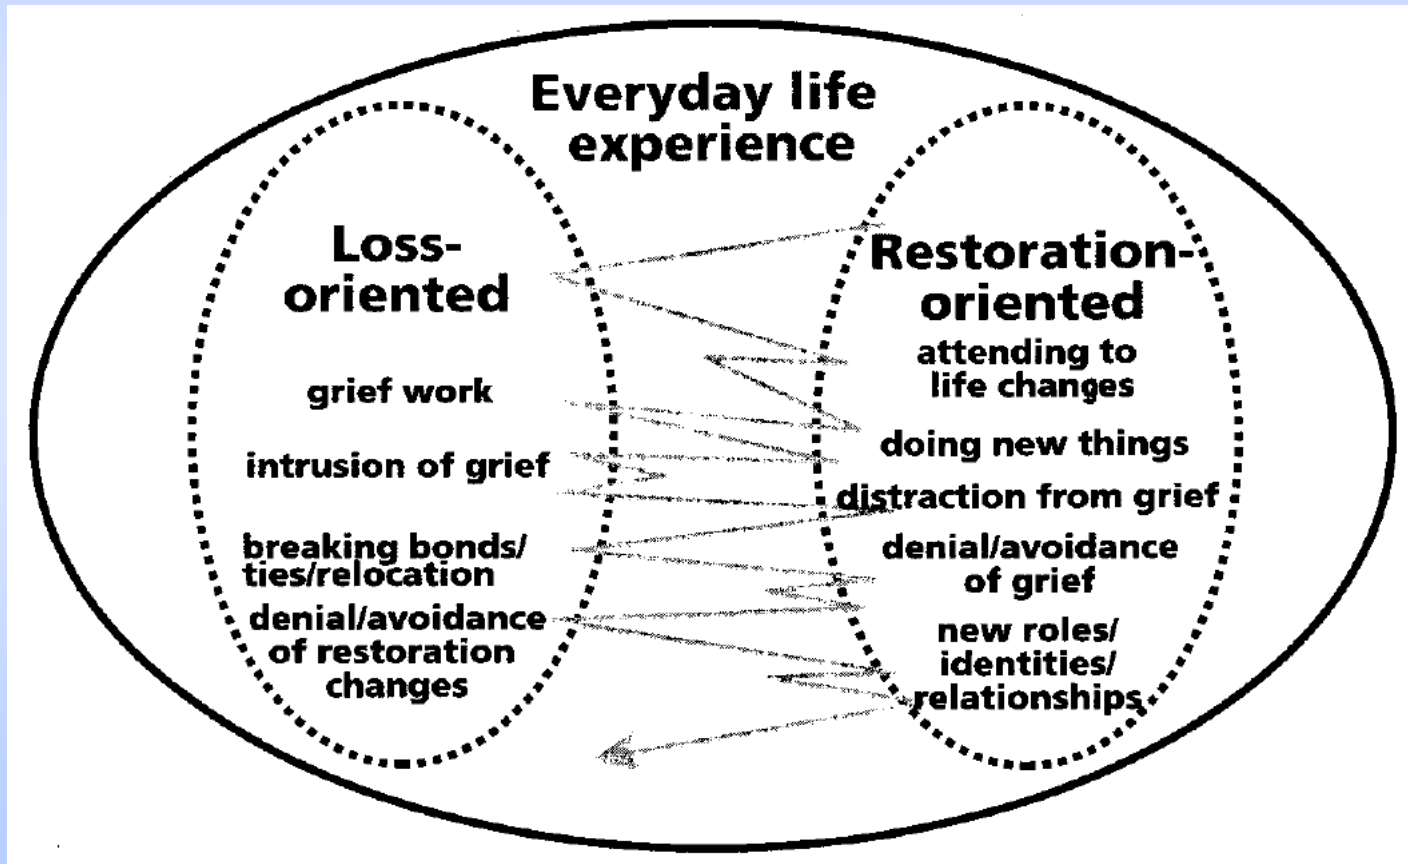 Everyday life
experience
Loss-
oriented
grief work
intrusion of grief
breaking bonds/
ties/relocation
denial/avoidance
of restoration
changes
Restoration-
oriented
attending to
life changes
doing new things
distraction from grief
denial/avoidance
of grief
new roles/
identities/
relationships